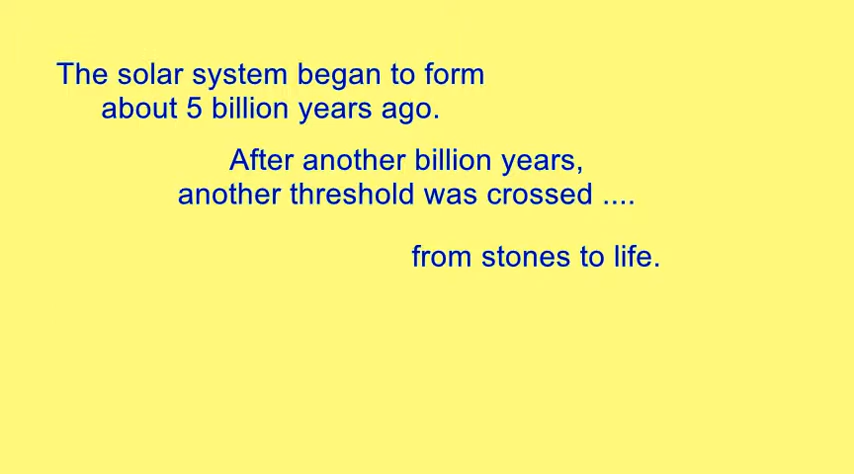 The solar system began to form
about 5 billion years ago.
After another billion years,
another threshold was crossed ....
from stones to life.